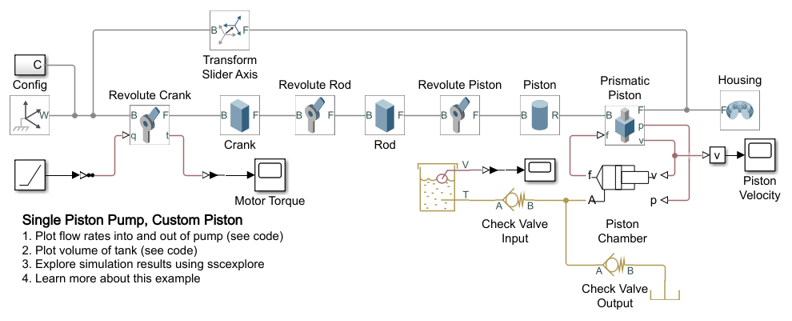 B F
Transform
Slider Axis
C
Config
W
Revolute Crank
B F
q t
Crank
B F
Revolute Rod
B F
Rod
B F
Revolute Piston
B F
Piston
B R
Prismatic
Piston
B F
p
f v
Housing
F
Motor Torque
V
T
A B
Check Valve
Input
f v
A p
Piston
Chamber
v
Piston
Velocity
A B
Check Valve
Output
Single Piston Pump, Custom Piston
1. Plot flow rates into and out of pump (see code)
2. Plot volume of tank (see code)
3. Explore simulation results using sscexplore
4. Learn more about this example